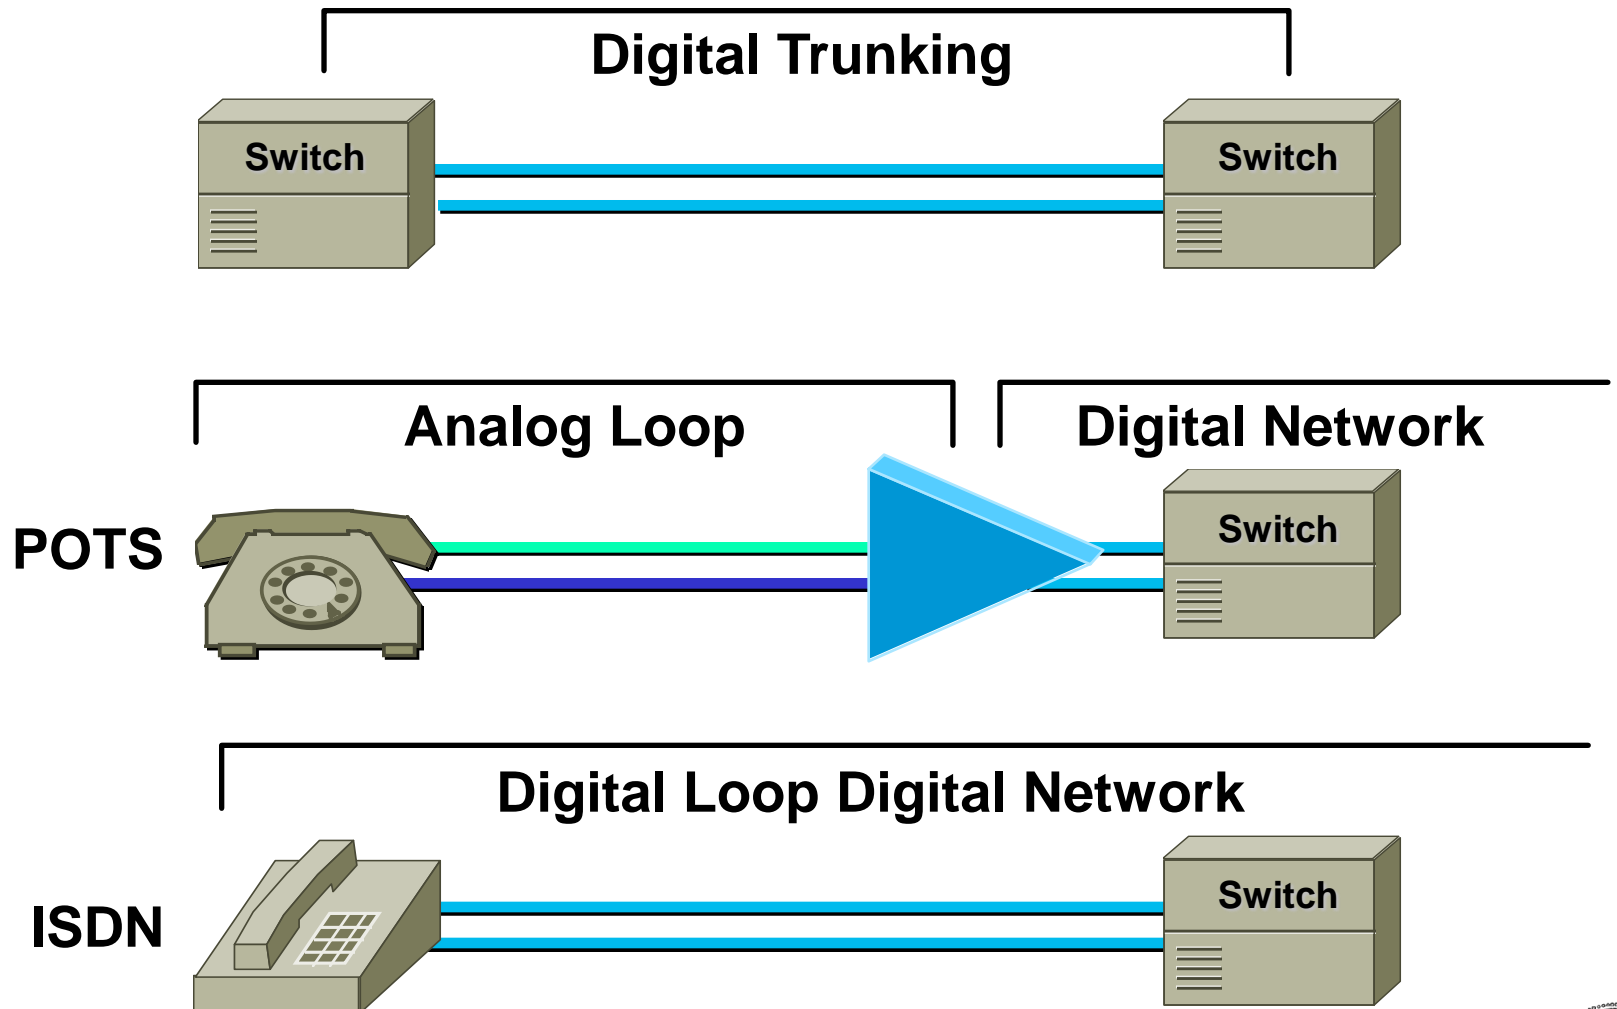 Digital Trunking
Switch
Switch
Analog Loop
Digital Network
POTS
Switch
Digital Loop Digital Network
ISDN
Switch